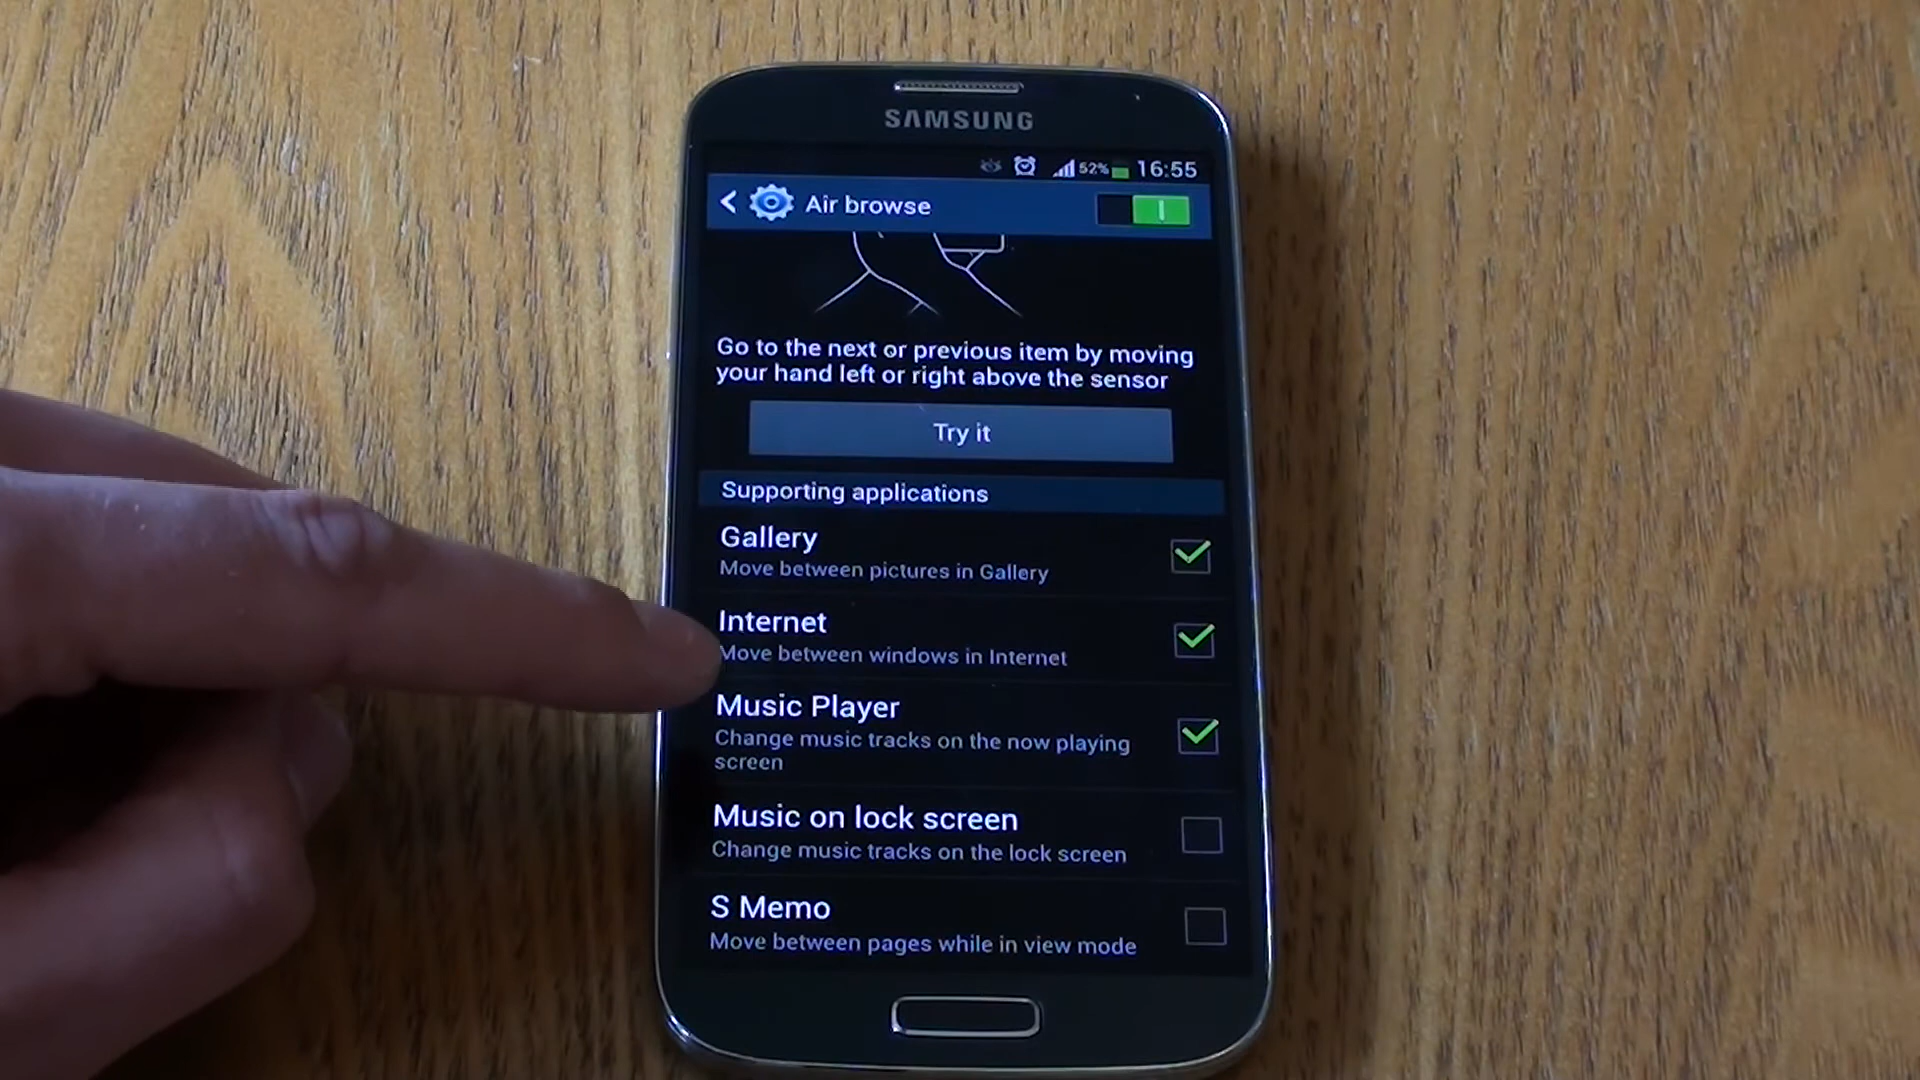 SAMSUNG
52% 16:55
Air browse
Go to the next or previous item by moving
your hand left or right above the sensor
Try it
Supporting applications
Gallery
Move between pictures in Gallery
Internet
Move between windows in Internet
Music Player
Change music tracks on the now playing
screen
Music on lock screen
Change music tracks on the lock screen
S Memo
Move between pages while in view mode